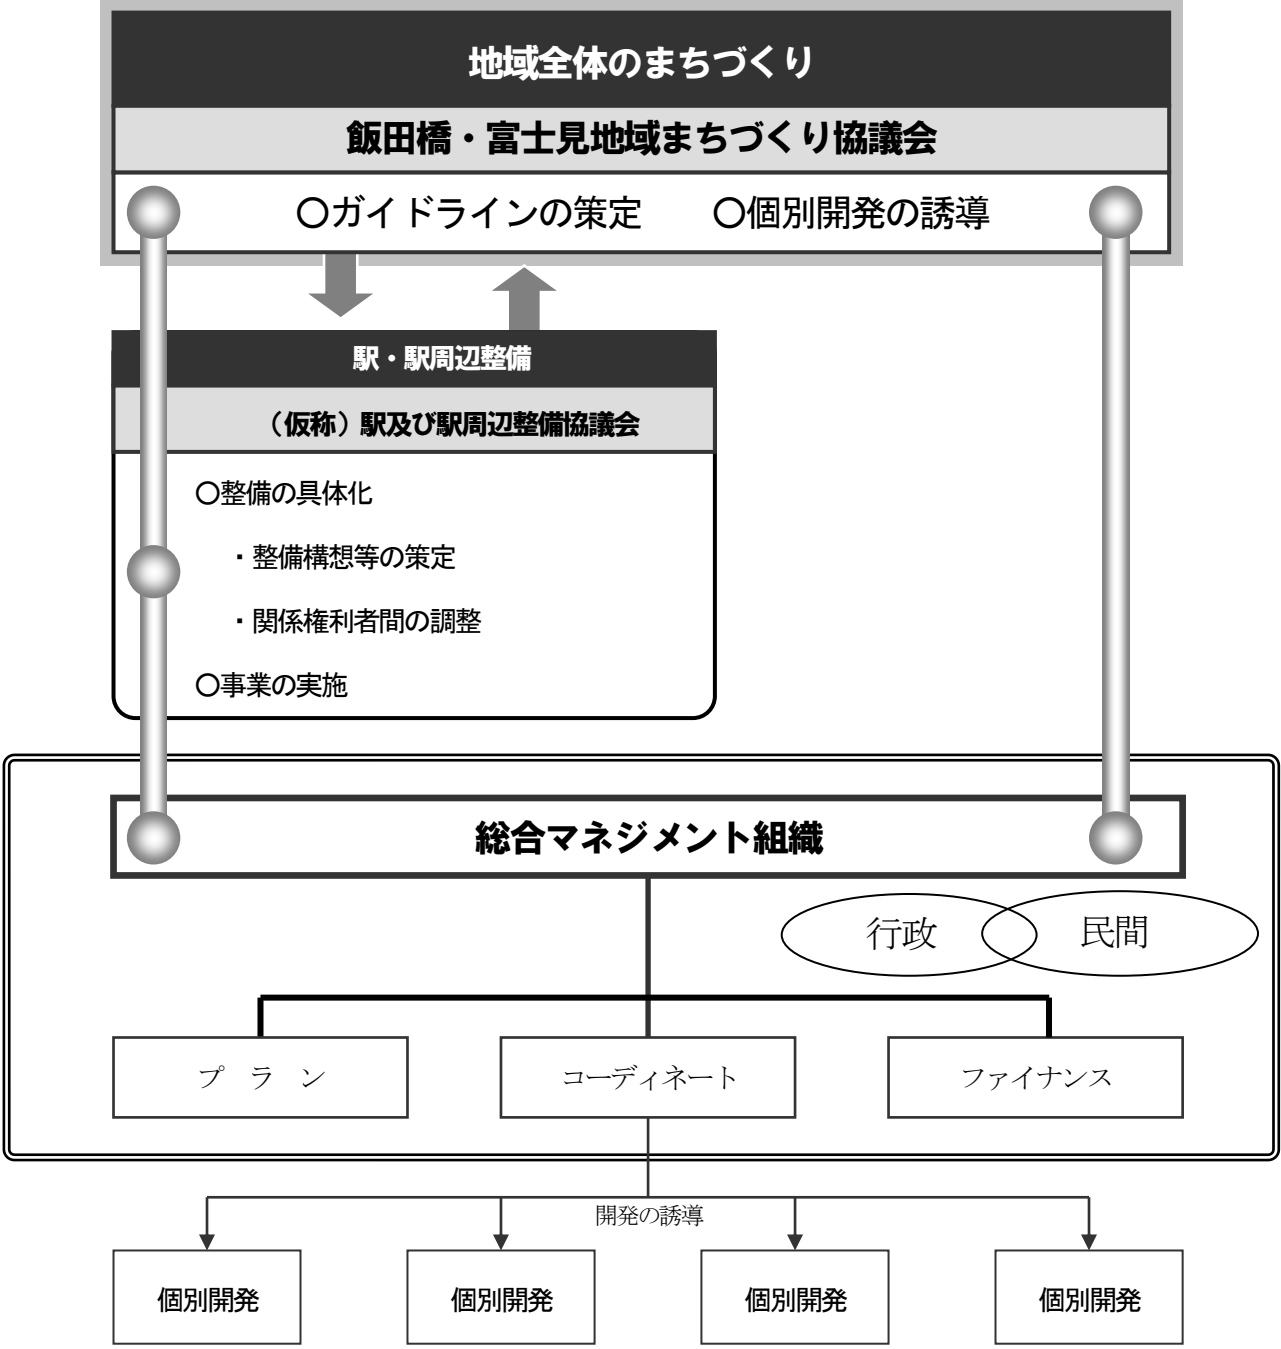 地域全体のまちづくり
飯田橋・富士見地域まちづくり協議会
〇ガイドラインの策定　　〇個別開発の誘導
駅・駅周辺整備
（仮称）駅及び駅周辺整備協議会
〇整備の具体化
・整備構想等の策定
・関係権利者間の調整
〇事業の実施
総合マネジメント組織
行政　民間
プ　ラ　ン　　コーディネート　　ファイナンス
開発の誘導
個別開発　個別開発　個別開発　個別開発